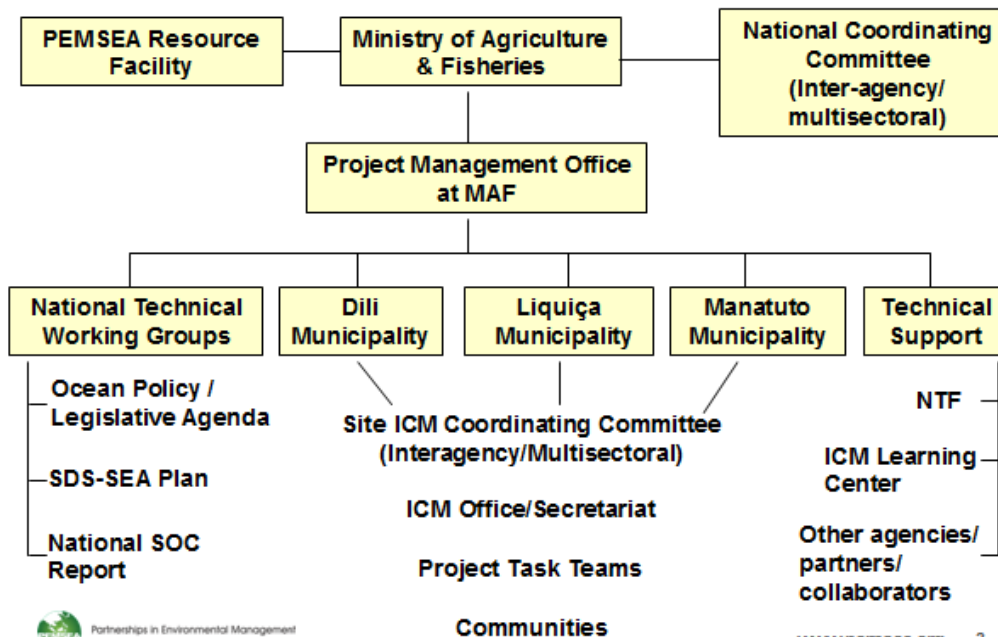 PEMSEA Resource
Facility
Ministry of Agriculture
& Fisheries
National Coordinating
Committee
(Inter-agency/
multisectoral)
Project Management Office
at MAF
National Technical
Working Groups
Dili
Municipality
Liquiça
Municipality
Manatuto
Municipality
Technical
Support
Ocean Policy /
Legislative Agenda
SDS-SEA Plan
National SOC
Report
Site ICM Coordinating Committee
(Interagency/Multisectoral)
ICM Office/Secretariat
Project Task Teams
Communities
NTF
ICM Learning
Center
Other agencies/
partners/
collaborators
Partnerships in Environmental Management